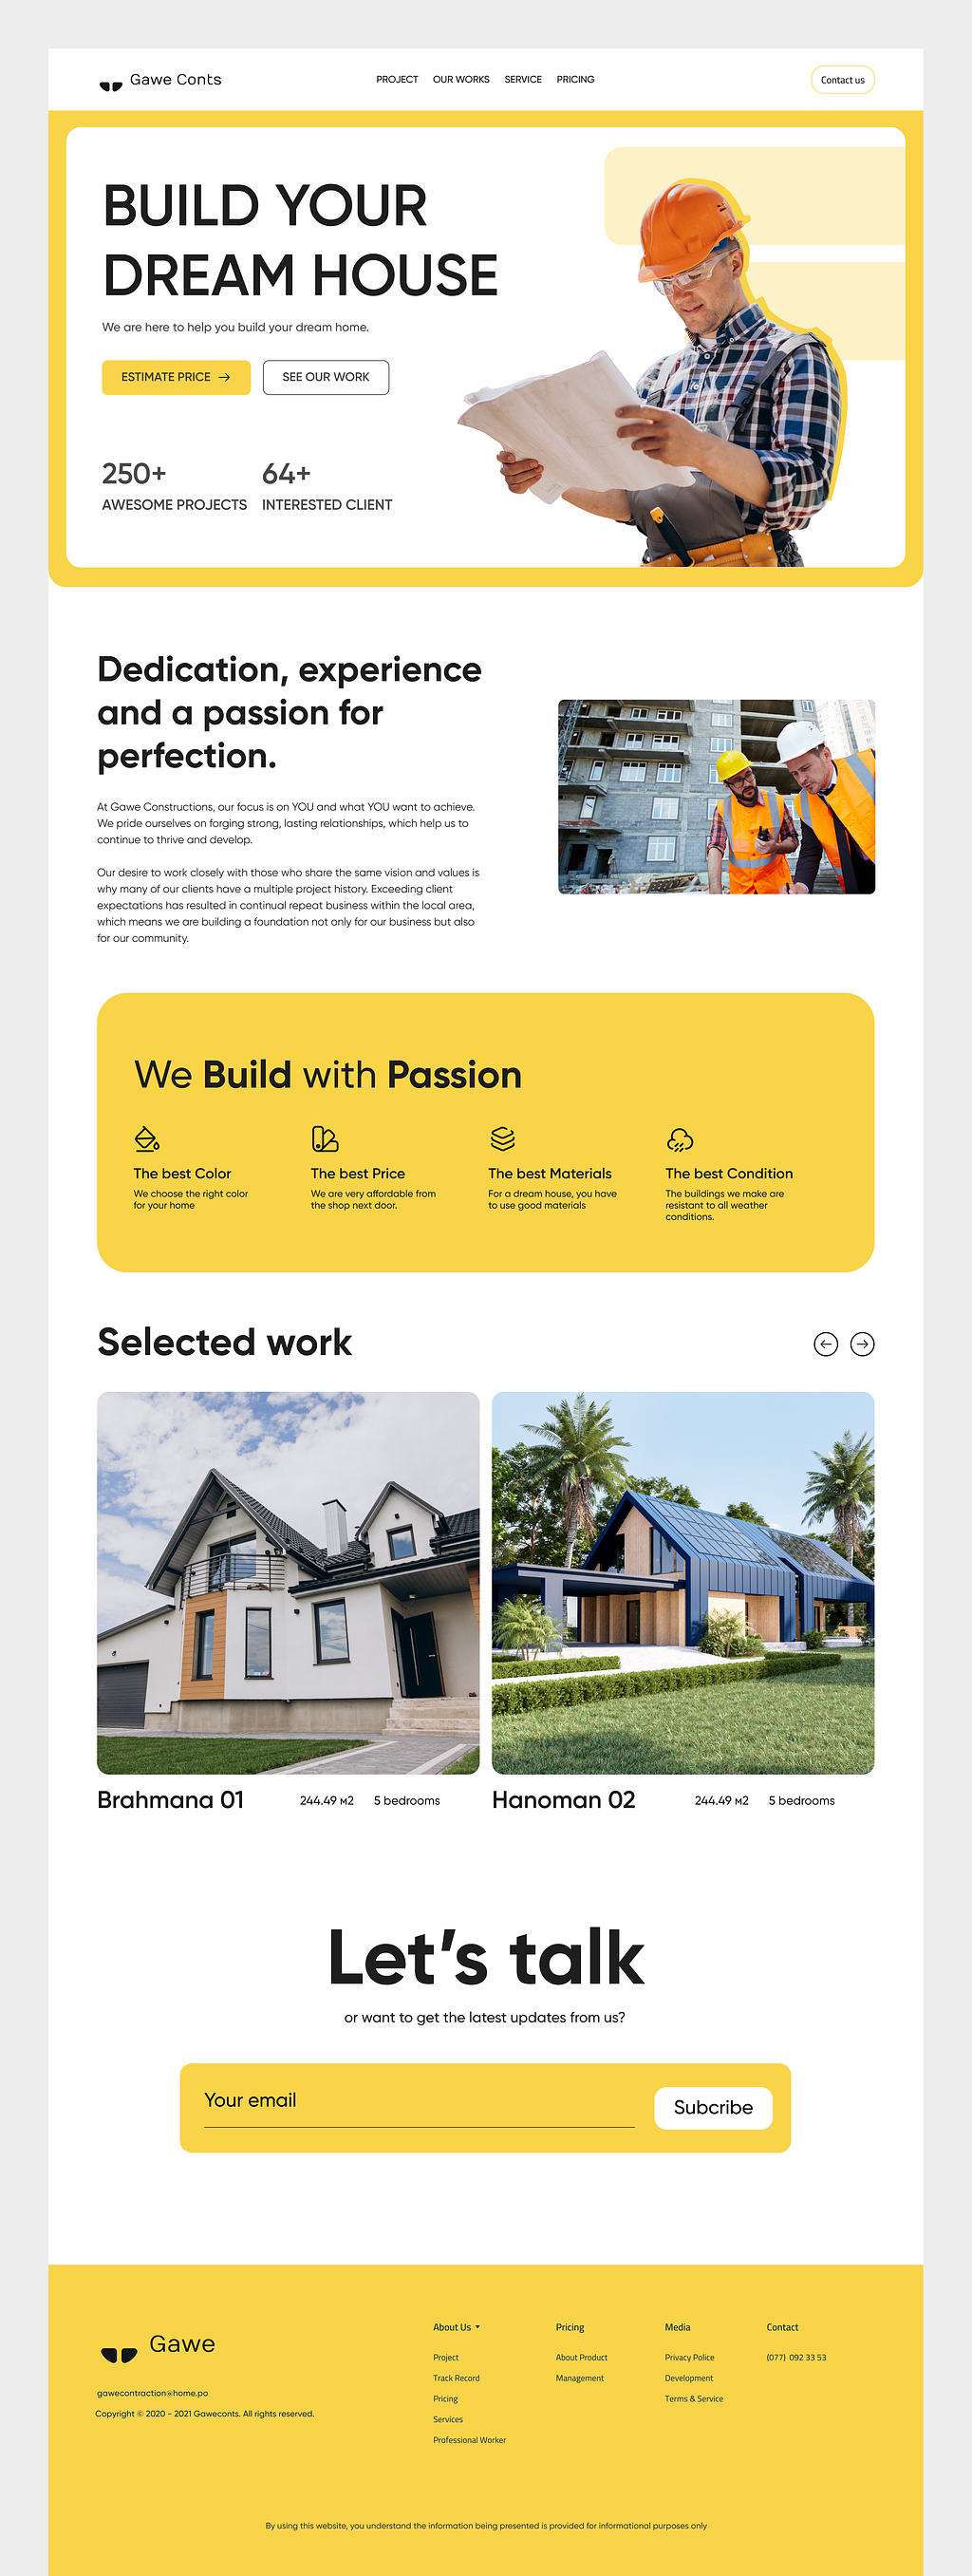 Gawe Conts
PROJECT OUR WORKS SERVICE PRICING
Contact us
BUILD YOUR
DREAM HOUSE
We are here to help you build your dream home.
ESTIMATE PRICE → SEE OUR WORK
250+ 64+
AWESOME PROJECTS INTERESTED CLIENT
Dedication, experience
and a passion for
perfection.
At Gawe Constructions, our focus is on YOU and what YOU want to achieve.
We pride ourselves on forging strong, lasting relationships, which help us to
continue to thrive and develop.
Our desire to work closely with those who share the same vision and values is
why many of our clients have a multiple project history. Exceeding client
expectations has resulted in continual repeat business within the local area,
which means we are building a foundation not only for our business but also
for our community.
We Build with Passion
The best Color
We choose the right color
for your home
The best Price
We are very affordable from
the shop next door.
The best Materials
For a dream house, you have
to use good materials
The best Condition
The buildings we make are
resistant to all weather
conditions.
Selected work
Brahmana 01 244.49 м2 5 bedrooms
Hanoman 02 244.49 м2 5 bedrooms
Let's talk
or want to get the latest updates from us?
Your email
Subcribe
Gawe
gawecontraction@home.po
Copyright © 2020 - 2021 Gaweconts. All rights reserved.
About Us
Project
Track Record
Pricing
Services
Professional Worker
Pricing
About Product
Management
Media
Privacy Police
Development
Terms & Service
Contact
(077) 092 33 53
By using this website, you understand the information being presented is provided for informational purposes only